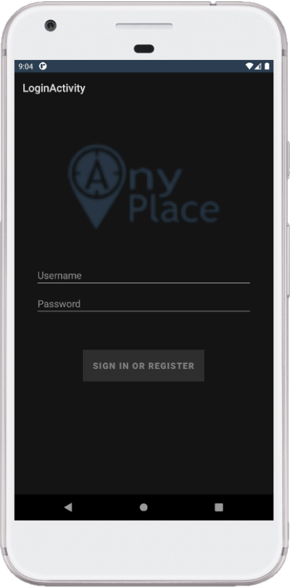 9:04
LoginActivity
Any
Place
Username
Password
SIGN IN OR REGISTER